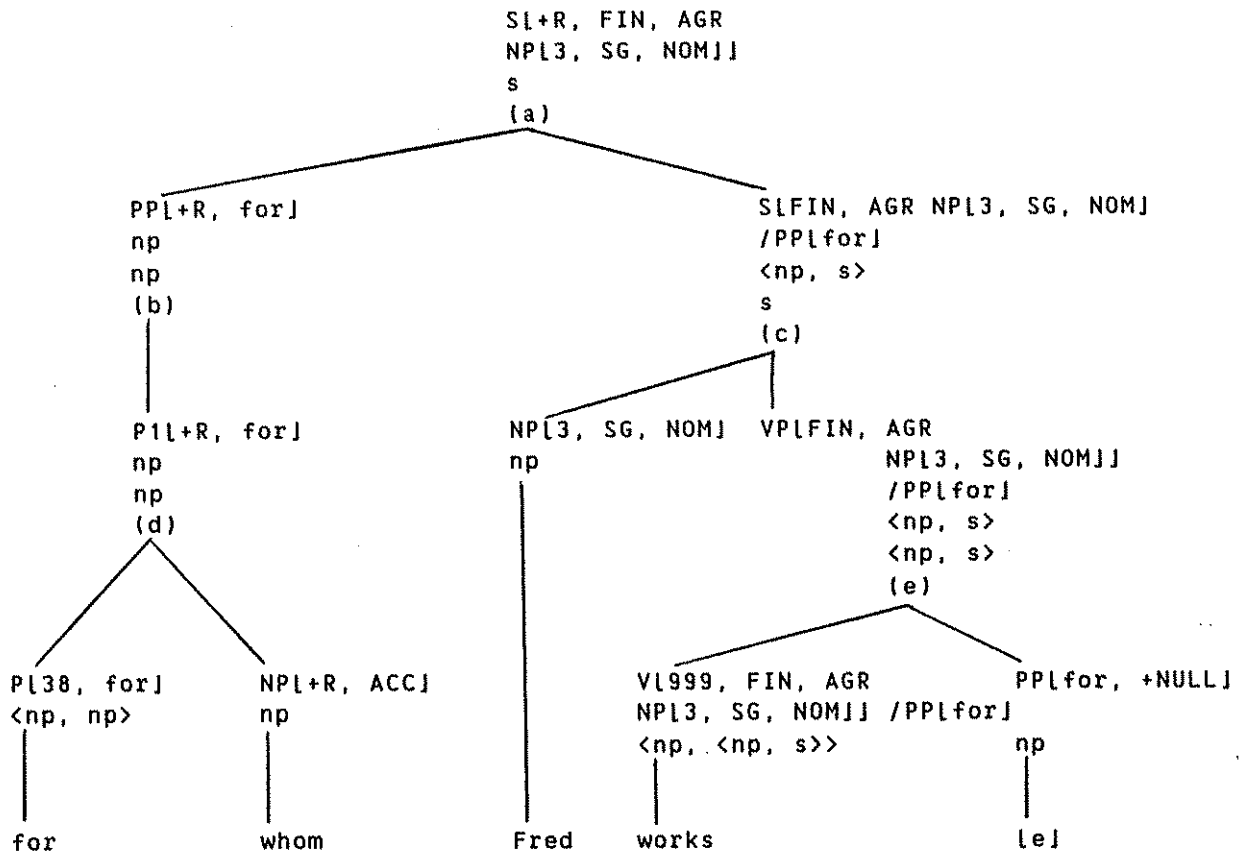 S⌊+R, FIN, AGR
NP⌊3, SG, NOM⌋⌋
s
(a)
PP⌊+R, for⌋
np
np
(b)
S⌊FIN, AGR NP⌊3, SG, NOM⌋
/PP⌊for⌋
<np, s>
s
(c)
P1⌊+R, for⌋
np
np
(d)
NP⌊3, SG, NOM⌋
np
VP⌊FIN, AGR
NP⌊3, SG, NOM⌋⌋
/PP⌊for⌋
<np, s>
<np, s>
(e)
P⌊38, for⌋
<np, np>
NP⌊+R, ACC⌋
np
V⌊999, FIN, AGR
NP⌊3, SG, NOM⌋⌋ /PP⌊for⌋
<np, <np, s>>
PP⌊for, +NULL⌋
np
for
whom
Fred
works
⌊e⌋